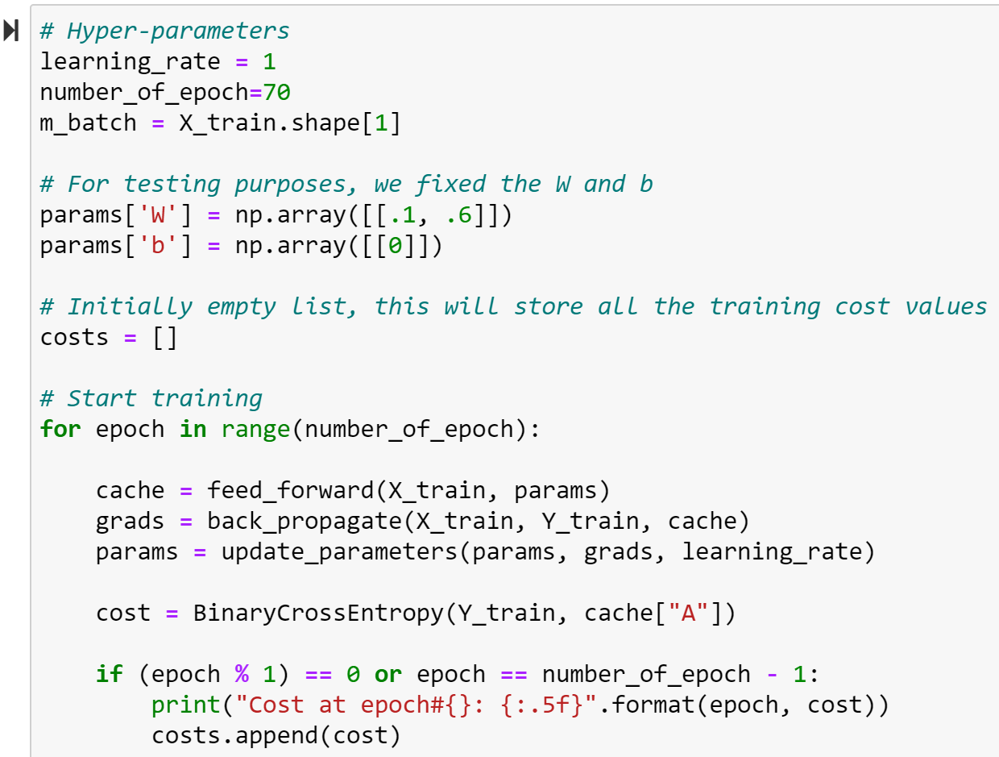 # Hyper-parameters
learning_rate = 1
number_of_epoch=70
m_batch = X_train.shape[1]
# For testing purposes, we fixed the W and b
params['W'] = np.array([[.1, .6]])
params['b'] = np.array([[0]])
# Initially empty list, this will store all the training cost values
costs = []
# Start training
for epoch in range(number_of_epoch):
    cache = feed_forward(X_train, params)
    grads = back_propagate(X_train, Y_train, cache)
    params = update_parameters(params, grads, learning_rate)
    cost = BinaryCrossEntropy(Y_train, cache["A"])
    if (epoch % 1) == 0 or epoch == number_of_epoch - 1:
        print("Cost at epoch#{}: {:.5f}".format(epoch, cost))
        costs.append(cost)